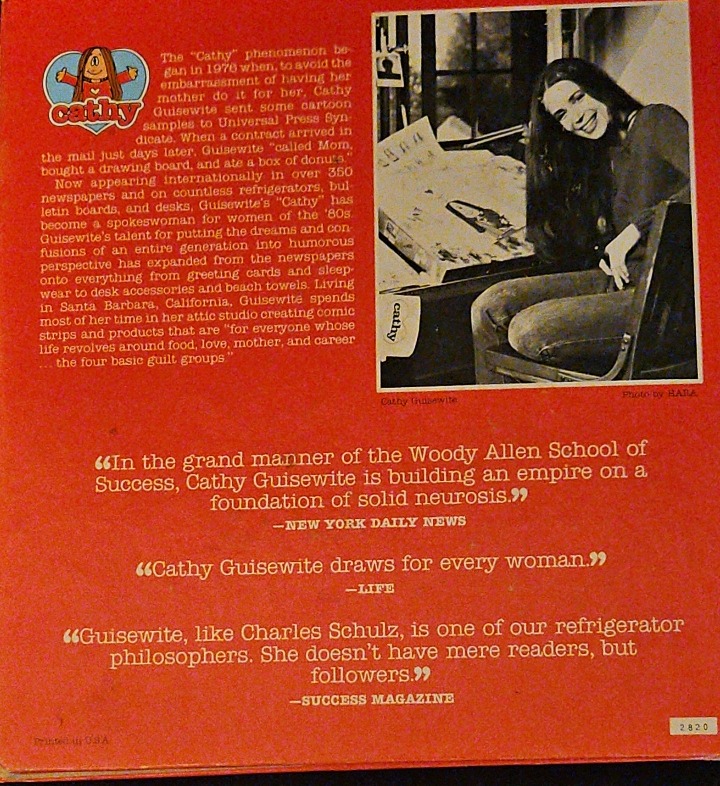 cathy
The "Cathy" phenomenon be-
gan in 1976 when, to avoid the
embarrassment of having her
mother do it for her, Cathy
Guisewite sent some cartoon
samples to Universal Press Syn-
dicate. When a contract arrived in
the mail just days later, Guisewite "called Mom,
bought a drawing board, and ate a box of donuts."
Now appearing internationally in over 350
newspapers and on countless refrigerators, bul-
letin boards, and desks, Guisewite's "Cathy" has
become a spokeswoman for women of the '80s.
Guisewite's talent for putting the dreams and con-
fusions of an entire generation into humorous
perspective has expanded from the newspapers
onto everything from greeting cards and sleep-
wear to desk accessories and beach towels. Living
in Santa Barbara, California, Guisewite spends
most of her time in her attic studio creating comic
strips and products that are "for everyone whose
life revolves around food, love, mother, and career
... the four basic guilt groups."
cathy
Cathy Guisewite
Photo by HARA
“In the grand manner of the Woody Allen School of
Success, Cathy Guisewite is building an empire on a
foundation of solid neurosis.”
—NEW YORK DAILY NEWS
“Cathy Guisewite draws for every woman.”
—LIFE
“Guisewite, like Charles Schulz, is one of our refrigerator
philosophers. She doesn't have mere readers, but
followers.”
—SUCCESS MAGAZINE
2820
Printed in U.S.A.